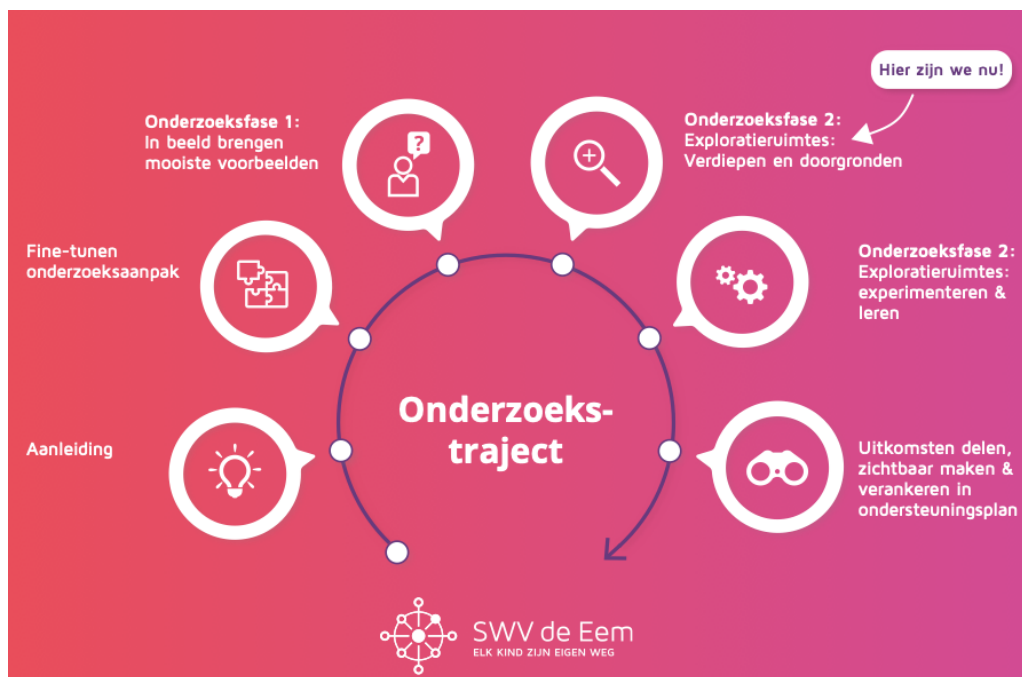 Hier zijn we nu!
Onderzoeksfase 1:
In beeld brengen
mooiste voorbeelden
?
Onderzoeksfase 2:
Exploratieruimtes:
Verdiepen en doorgronden
Fine-tunen
onderzoeksaanpak
Onderzoeksfase 2:
Exploratieruimtes:
experimenteren &
leren
Onderzoeks-
traject
Aanleiding
Uitkomsten delen,
zichtbaar maken &
verankeren in
ondersteuningsplan
SWV de Eem
ELK KIND ZIJN EIGEN WEG